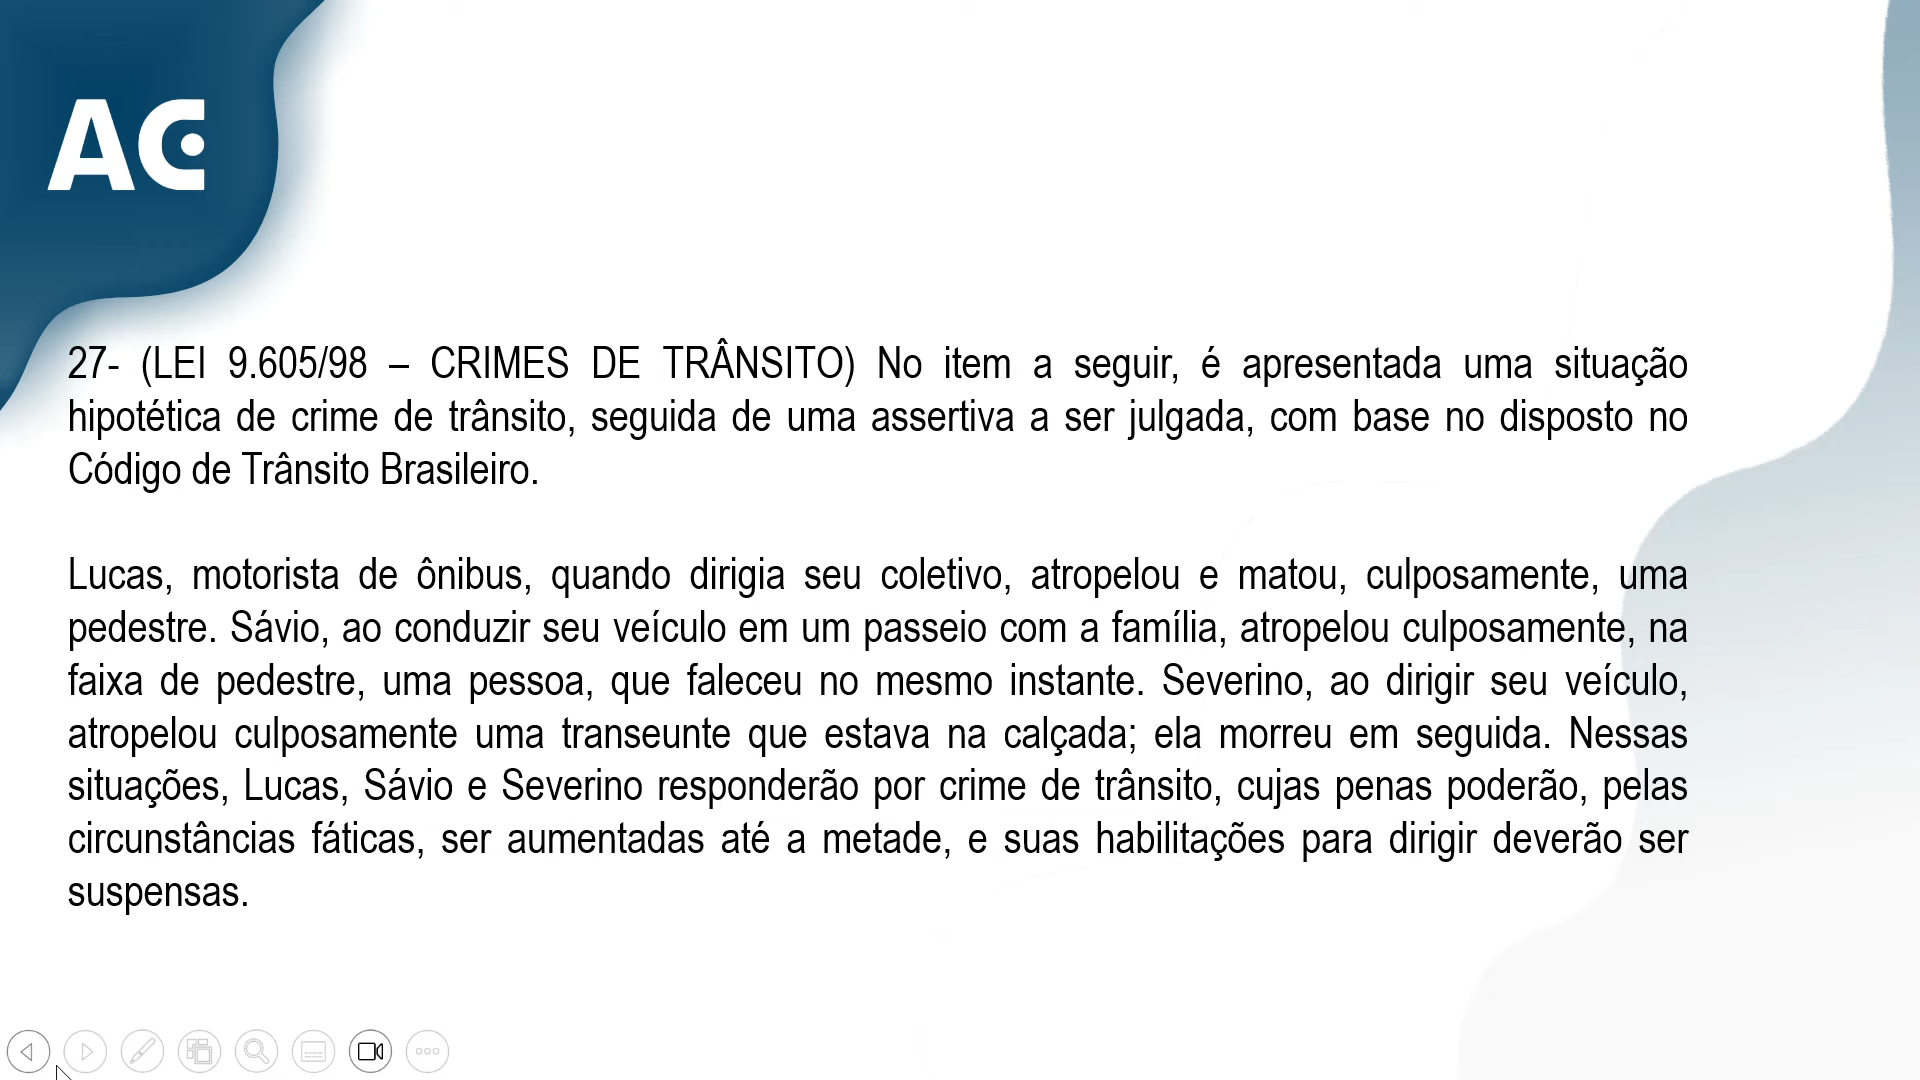 AC
27- (LEI 9.605/98 – CRIMES DE TRÂNSITO) No item a seguir, é apresentada uma situação
hipotética de crime de trânsito, seguida de uma assertiva a ser julgada, com base no disposto no
Código de Trânsito Brasileiro.
Lucas, motorista de ônibus, quando dirigia seu coletivo, atropelou e matou, culposamente, uma
pedestre. Sávio, ao conduzir seu veículo em um passeio com a família, atropelou culposamente, na
faixa de pedestre, uma pessoa, que faleceu no mesmo instante. Severino, ao dirigir seu veículo,
atropelou culposamente uma transeunte que estava na calçada; ela morreu em seguida. Nessas
situações, Lucas, Sávio e Severino responderão por crime de trânsito, cujas penas poderão, pelas
circunstâncias fáticas, ser aumentadas até a metade, e suas habilitações para dirigir deverão ser
suspensas.